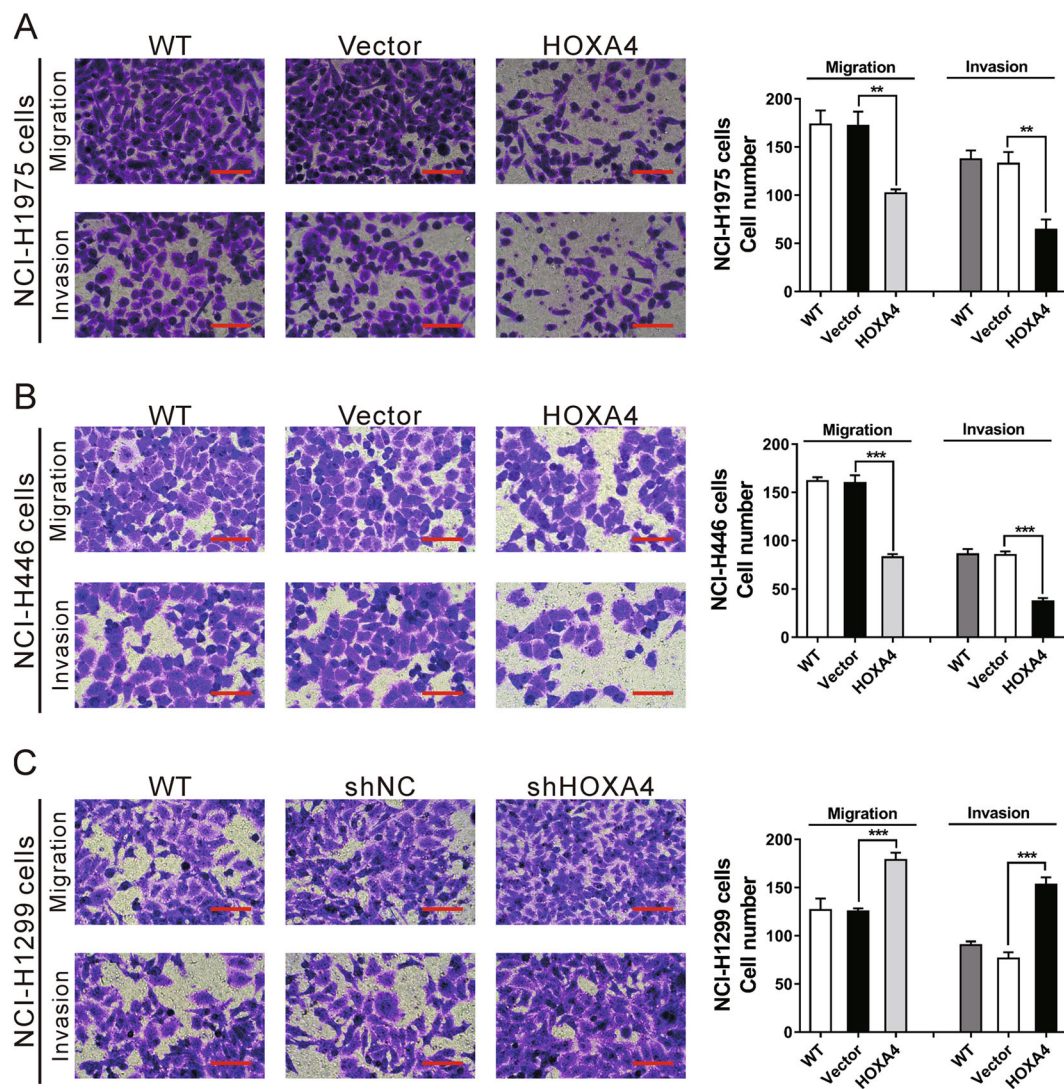 A
WT Vector HOXA4
NCI-H1975 cells
Migration
Invasion
Migration Invasion
** **
NCI-H1975 cells
Cell number
200
150
100
50
0
WT Vector HOXA4 WT Vector HOXA4
B
WT Vector HOXA4
NCI-H446 cells
Migration
Invasion
Migration Invasion
*** ***
NCI-H446 cells
Cell number
200
150
100
50
0
WT Vector HOXA4 WT Vector HOXA4
C
WT shNC shHOXA4
NCI-H1299 cells
Migration
Invasion
Migration Invasion
*** ***
NCI-H1299 cells
Cell number
200
150
100
50
0
WT Vector HOXA4 WT Vector HOXA4